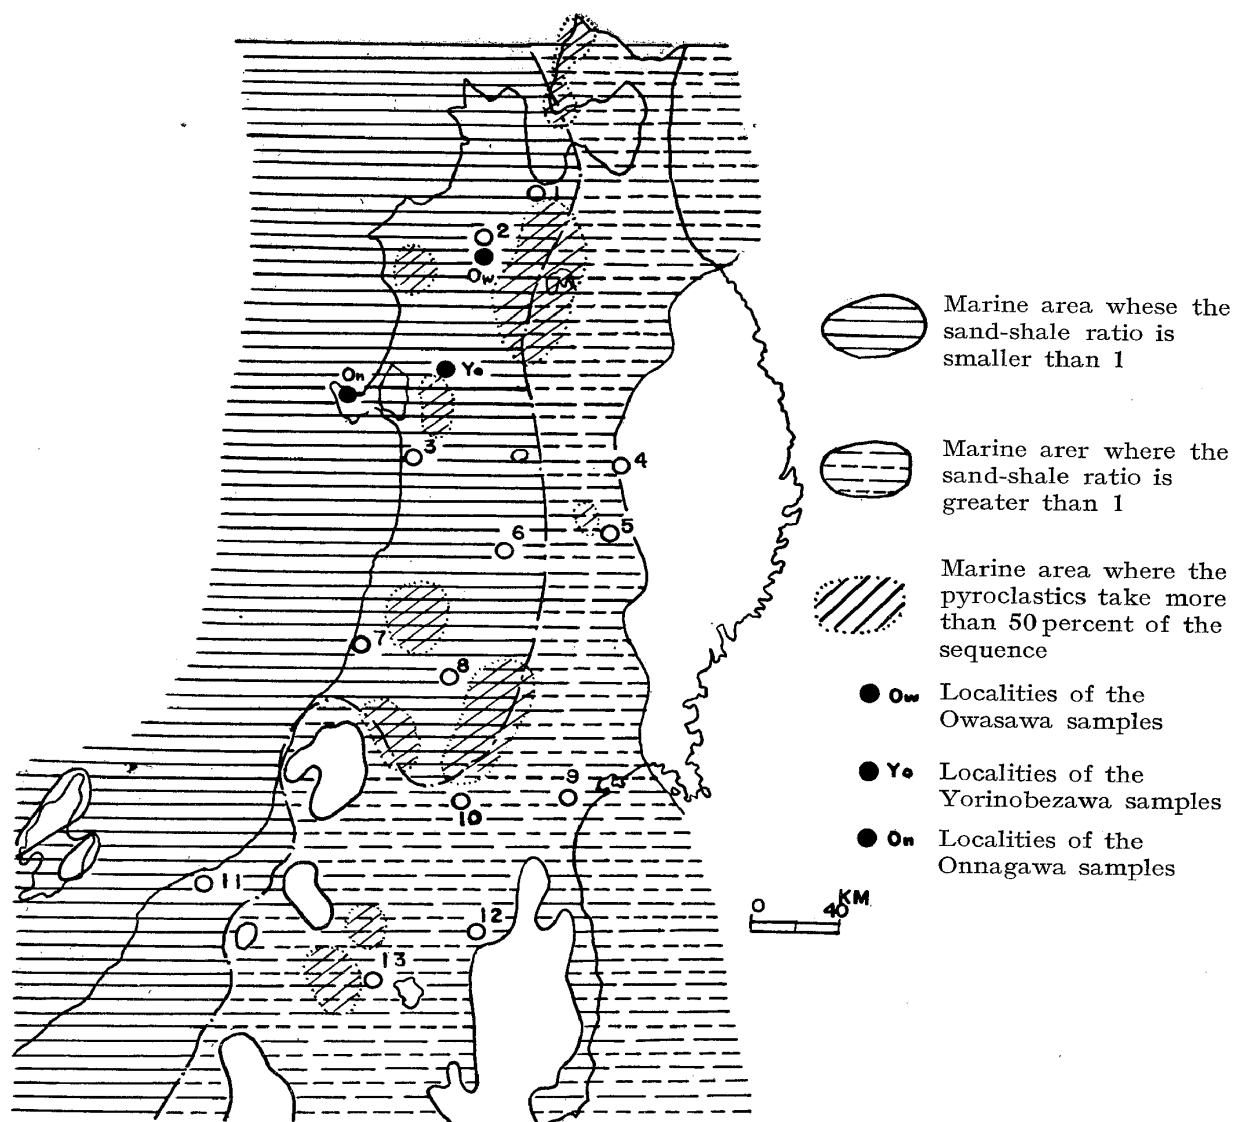 1
2
Ow
On
Yo
3
4
5
6
7
8
9
10
11
12
13
Marine area whese the
sand-shale ratio is
smaller than 1
Marine arer where the
sand-shale ratio is
greater than 1
Marine area where the
pyroclastics take more
than 50 percent of the
sequence
Ow Localities of the
Owasawa samples
Yo Localities of the
Yorinobezawa samples
On Localities of the
Onnagawa samples
0 40 KM